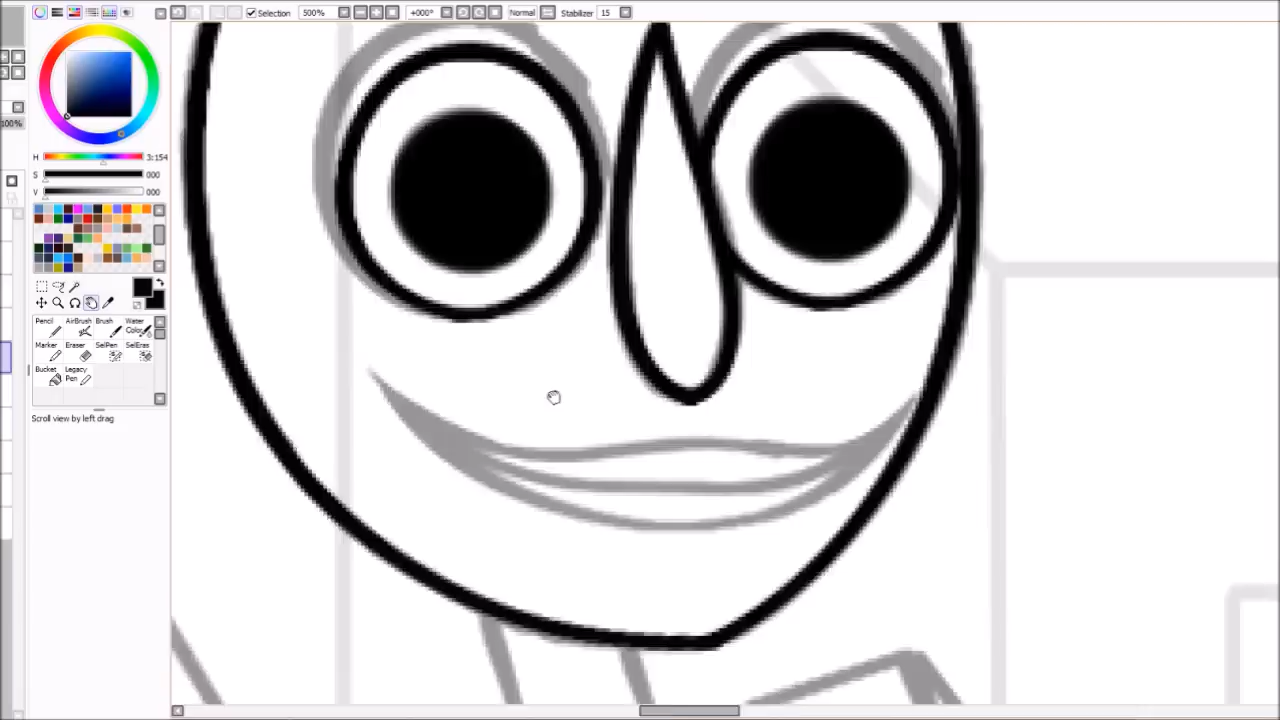 Selection 500% +000° Normal Stabilizer 15
100%
H 3:154
S 000
V 000
Pencil AirBrush Brush Water Color
Marker Eraser SelPen SelEras
Bucket Legacy Pen
Scroll view by left drag